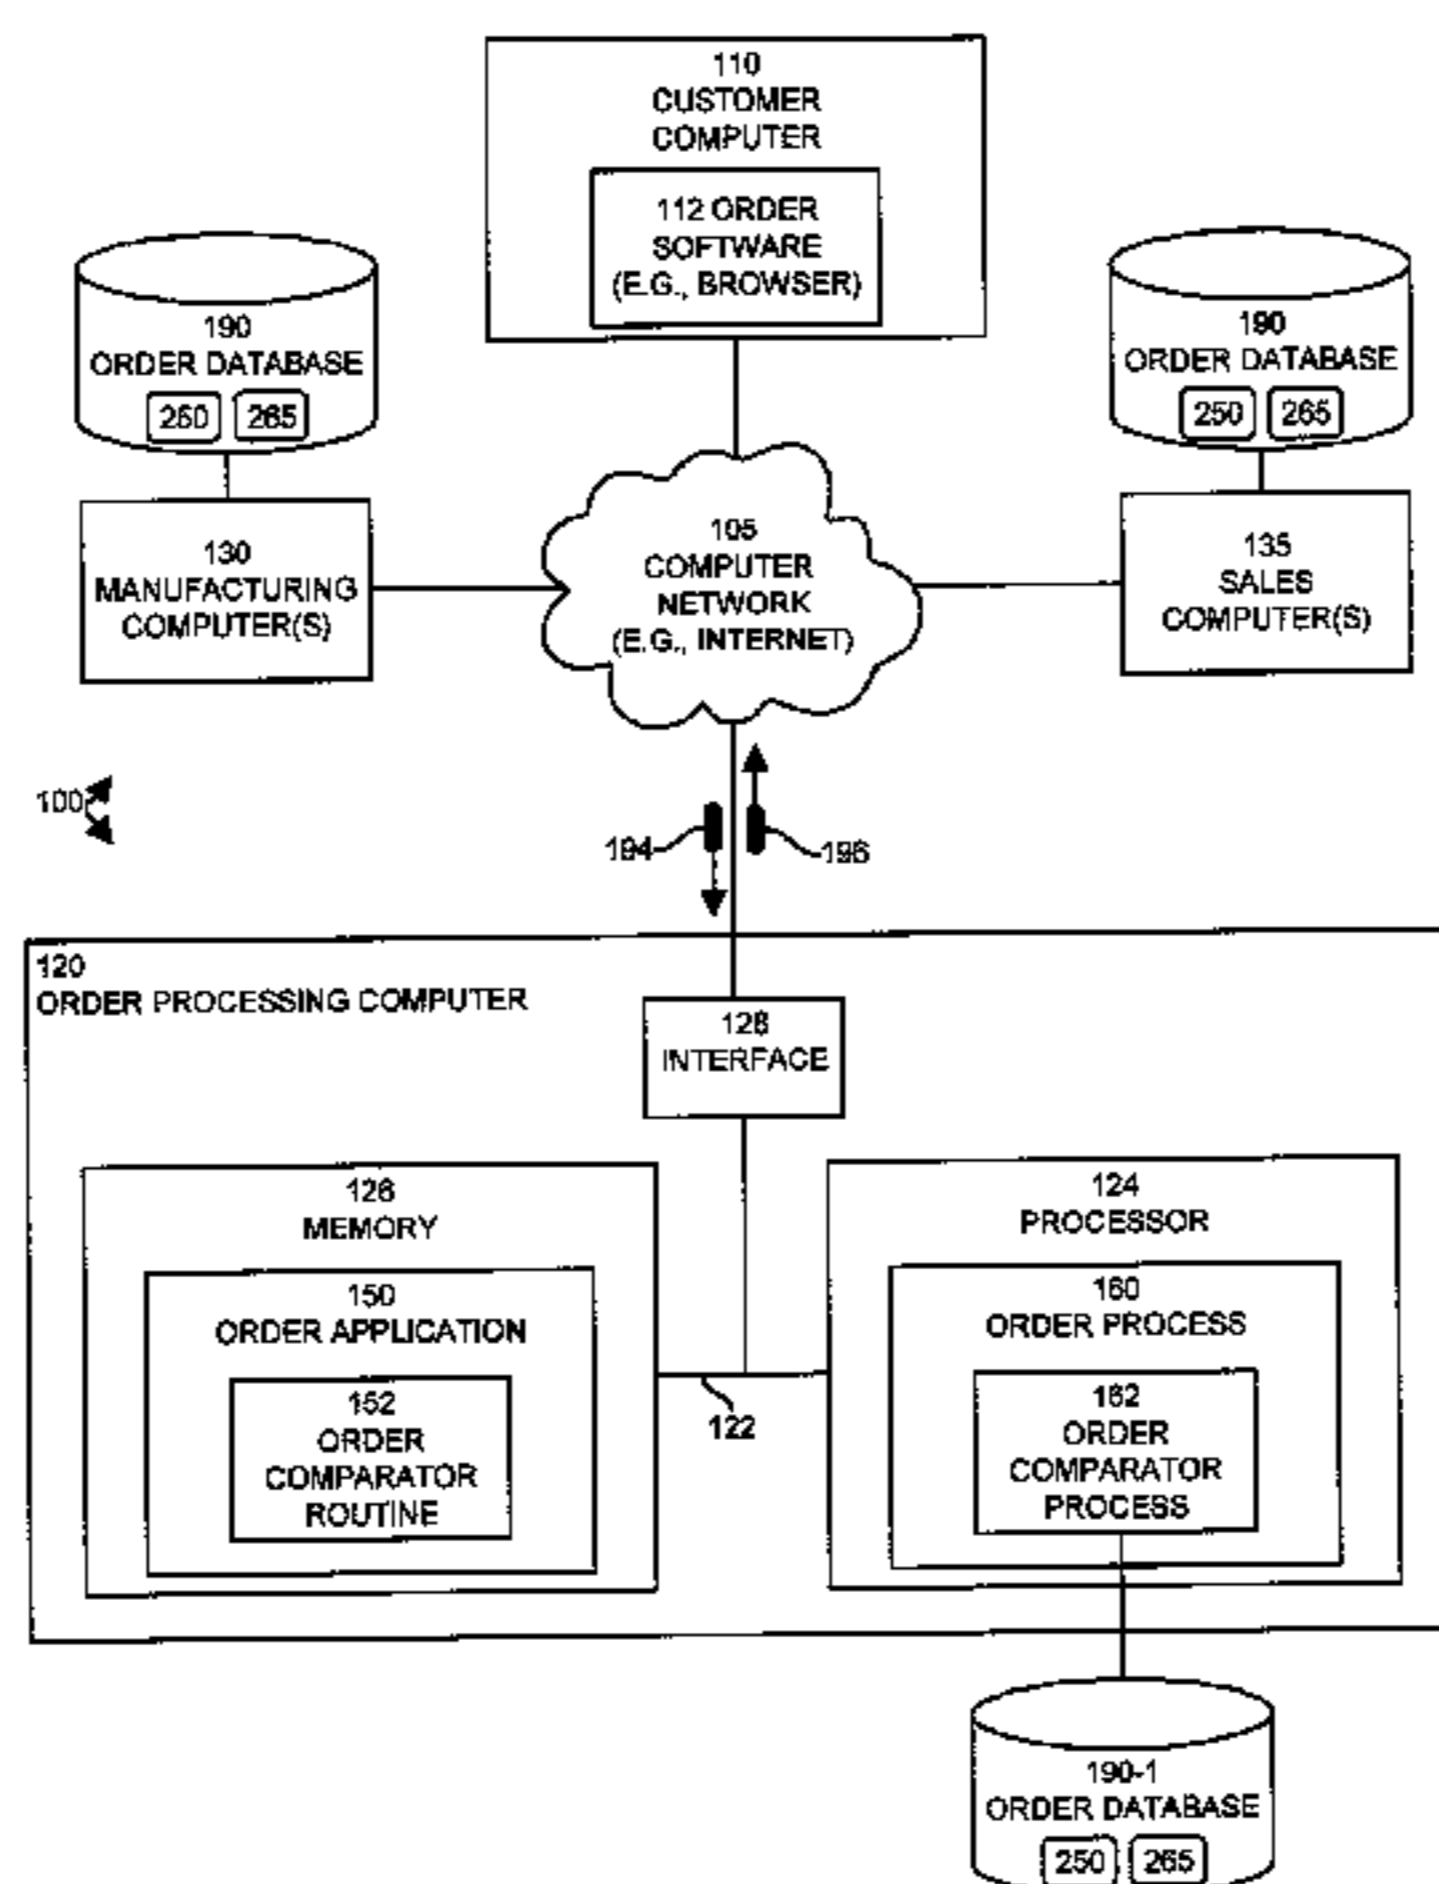 110
CUSTOMER
COMPUTER
112 ORDER
SOFTWARE
(E.G., BROWSER)
190
ORDER DATABASE
250 265
190
ORDER DATABASE
250 265
105
COMPUTER
NETWORK
(E.G., INTERNET)
130
MANUFACTURING
COMPUTER(S)
135
SALES
COMPUTER(S)
100
194
196
120
ORDER PROCESSING COMPUTER
128
INTERFACE
126
MEMORY
150
ORDER APPLICATION
152
ORDER
COMPARATOR
ROUTINE
122
124
PROCESSOR
160
ORDER PROCESS
162
ORDER
COMPARATOR
PROCESS
190-1
ORDER DATABASE
250 265